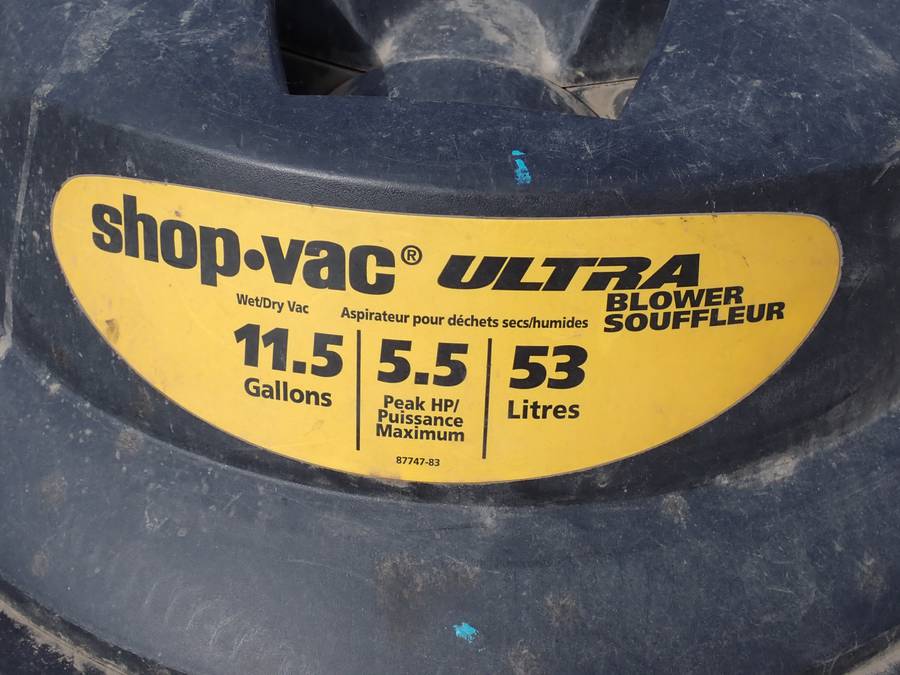 shop·vac® ULTRA
BLOWER
SOUFFLEUR
Wet/Dry Vac Aspirateur pour déchets secs/humides
11.5
Gallons
5.5
Peak HP/
Puissance
Maximum
53
Litres
87747-83